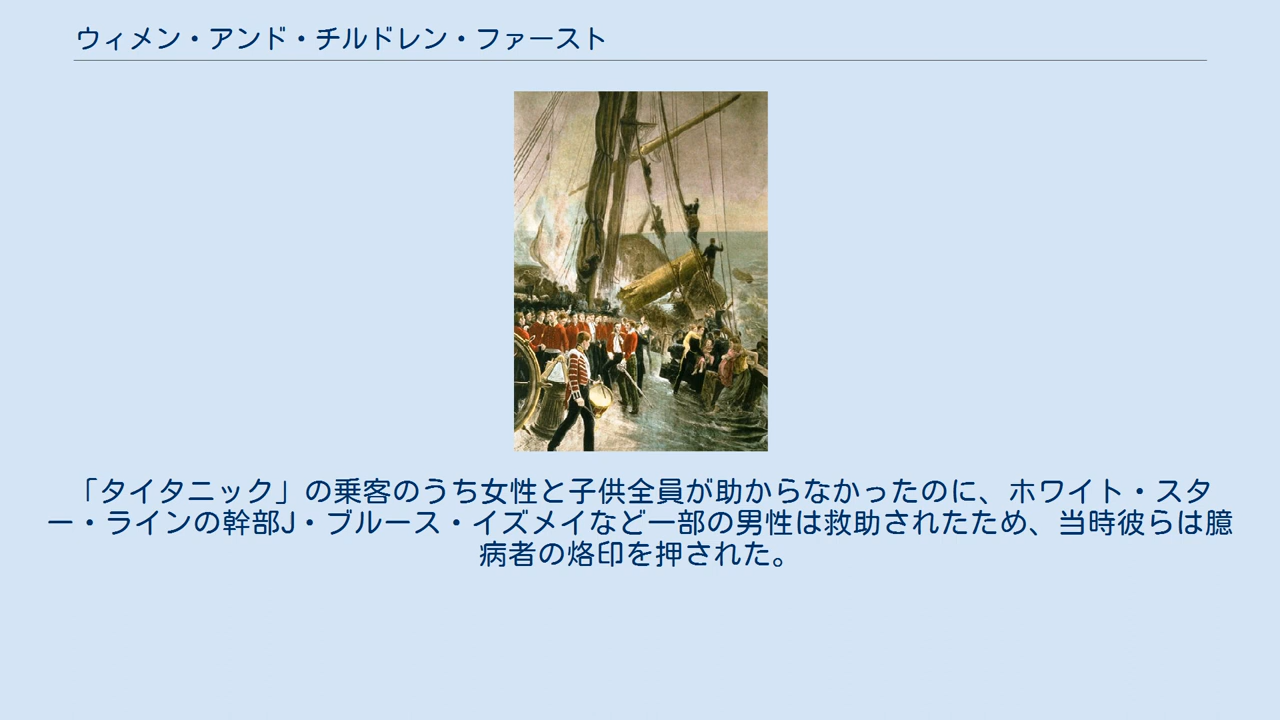 ウィメン・アンド・チルドレン・ファースト
「タイタニック」の乗客のうち女性と子供全員が助からなかったのに、ホワイト・スタ
ー・ラインの幹部J・ブルース・イズメイなど一部の男性は救助されたため、当時彼らは臆
病者の烙印を押された。